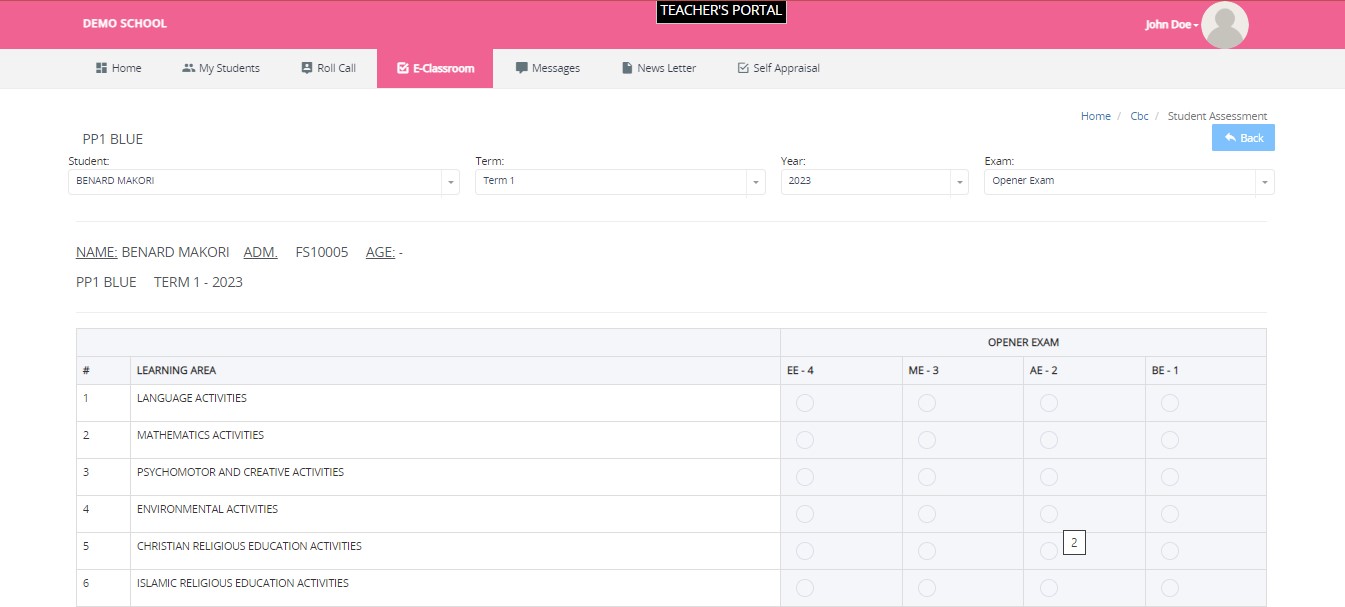 TEACHER'S PORTAL
DEMO SCHOOL
John Doe
Home My Students Roll Call E-Classroom Messages News Letter Self Appraisal
Home / Cbc / Student Assessment
PP1 BLUE
Back
Student: Term: Year: Exam:
BENARD MAKORI Term 1 2023 Opener Exam
NAME: BENARD MAKORI ADM. FS10005 AGE: -
PP1 BLUE TERM 1 - 2023
OPENER EXAM
# LEARNING AREA EE - 4 ME - 3 AE - 2 BE - 1
1 LANGUAGE ACTIVITIES
2 MATHEMATICS ACTIVITIES
3 PSYCHOMOTOR AND CREATIVE ACTIVITIES
4 ENVIRONMENTAL ACTIVITIES
5 CHRISTIAN RELIGIOUS EDUCATION ACTIVITIES 2
6 ISLAMIC RELIGIOUS EDUCATION ACTIVITIES